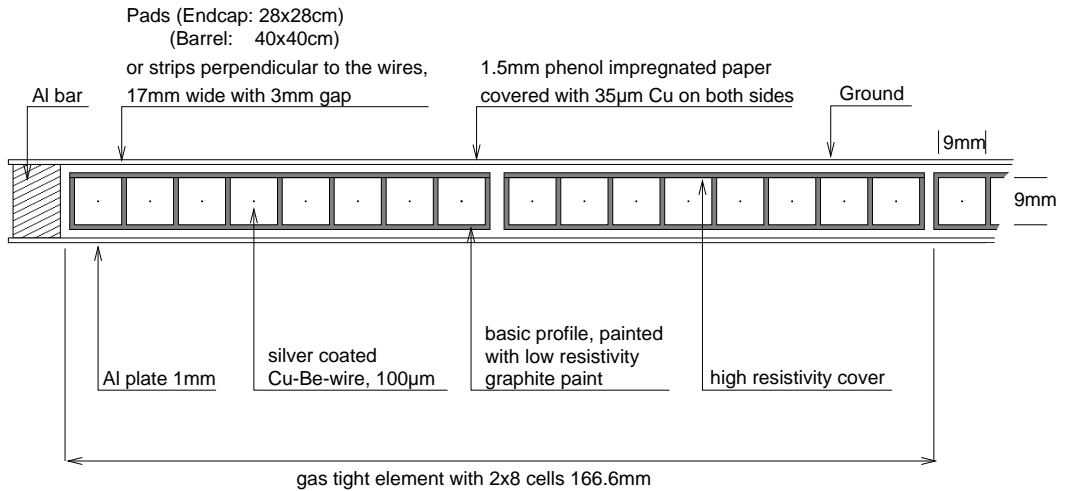 Pads (Endcap: 28x28cm)
(Barrel: 40x40cm)
or strips perpendicular to the wires,
17mm wide with 3mm gap
1.5mm phenol impregnated paper
covered with 35µm Cu on both sides
Al bar
Ground
9mm
9mm
Al plate 1mm
silver coated
Cu-Be-wire, 100µm
basic profile, painted
with low resistivity
graphite paint
high resistivity cover
gas tight element with 2x8 cells 166.6mm